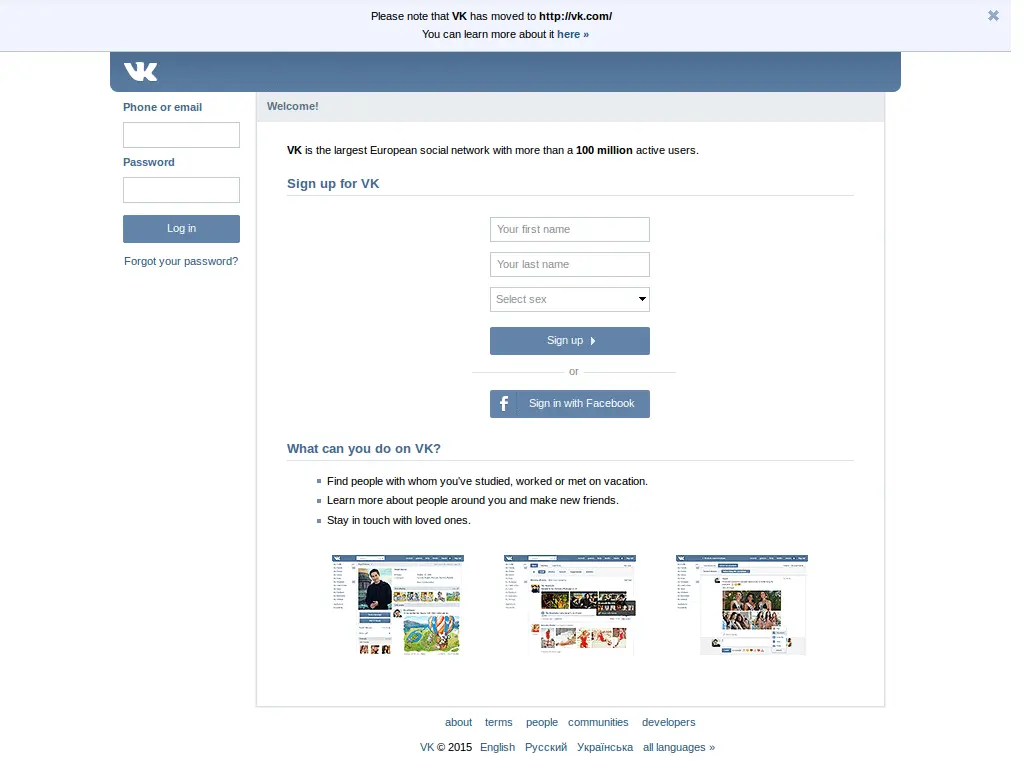 Please note that VK has moved to http://vk.com/
You can learn more about it here »
Phone or email
Password
Log in
Forgot your password?
Welcome!
VK is the largest European social network with more than a 100 million active users.
Sign up for VK
Your first name
Your last name
Select sex
Sign up
or
Sign in with Facebook
What can you do on VK?
Find people with whom you've studied, worked or met on vacation.
Learn more about people around you and make new friends.
Stay in touch with loved ones.
about terms people communities developers
VK © 2015 English Русский Українська all languages »